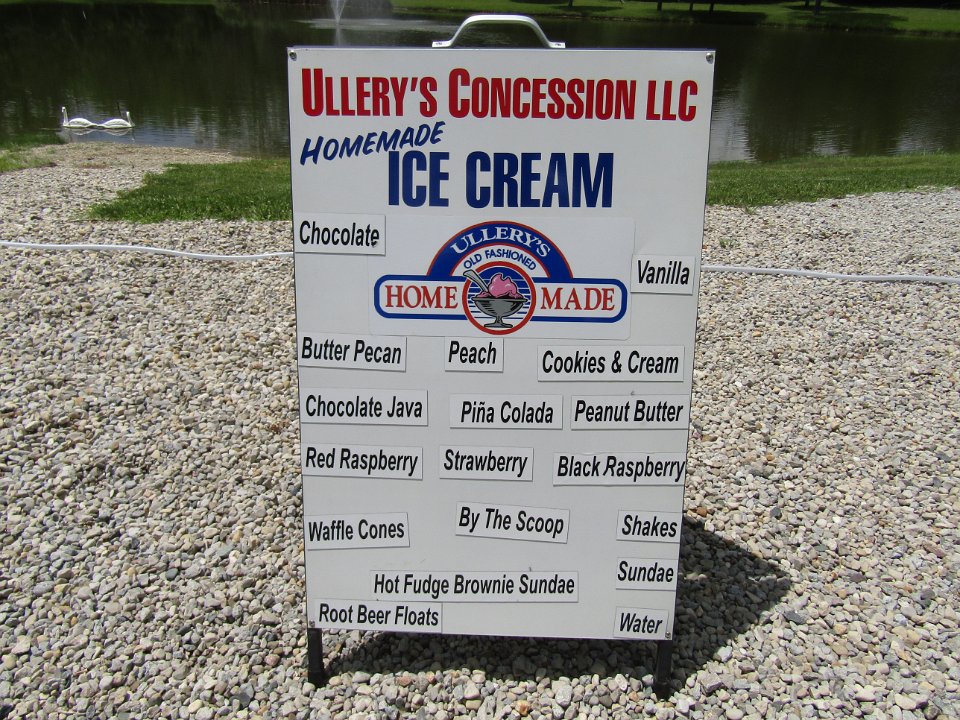 ULLERY'S CONCESSION LLC
HOMEMADE
ICE CREAM
Chocolate
ULLERY'S
OLD FASHIONED
HOME MADE
Vanilla
Butter Pecan Peach Cookies & Cream
Chocolate Java Piña Colada Peanut Butter
Red Raspberry Strawberry Black Raspberry
Waffle Cones By The Scoop Shakes
Hot Fudge Brownie Sundae Sundae
Root Beer Floats Water